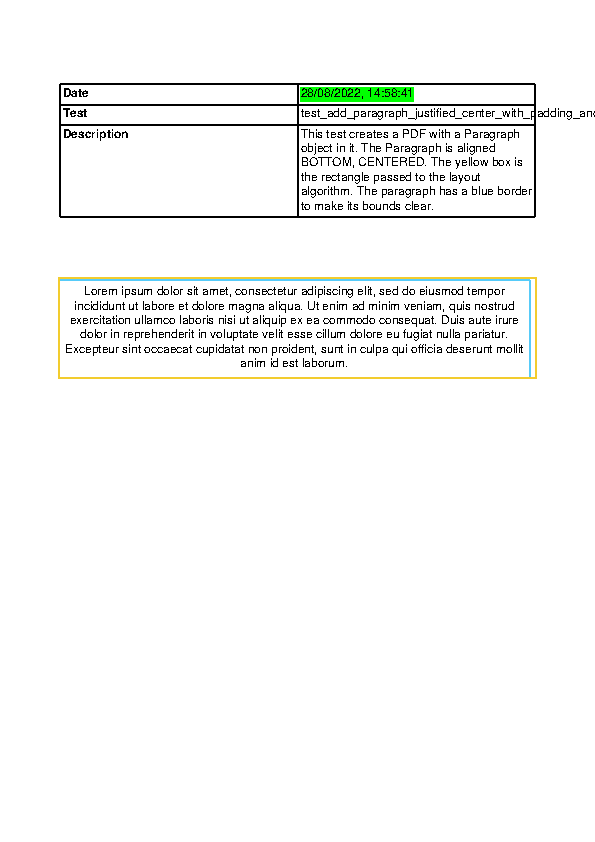 Date 28/08/2022, 14:58:41
Test test_add_paragraph_justified_center_with_padding_and
Description This test creates a PDF with a Paragraph
object in it. The Paragraph is aligned
BOTTOM, CENTERED. The yellow box is
the rectangle passed to the layout
algorithm. The paragraph has a blue border
to make its bounds clear.
Lorem ipsum dolor sit amet, consectetur adipiscing elit, sed do eiusmod tempor
incididunt ut labore et dolore magna aliqua. Ut enim ad minim veniam, quis nostrud
exercitation ullamco laboris nisi ut aliquip ex ea commodo consequat. Duis aute irure
dolor in reprehenderit in voluptate velit esse cillum dolore eu fugiat nulla pariatur.
Excepteur sint occaecat cupidatat non proident, sunt in culpa qui officia deserunt mollit
anim id est laborum.